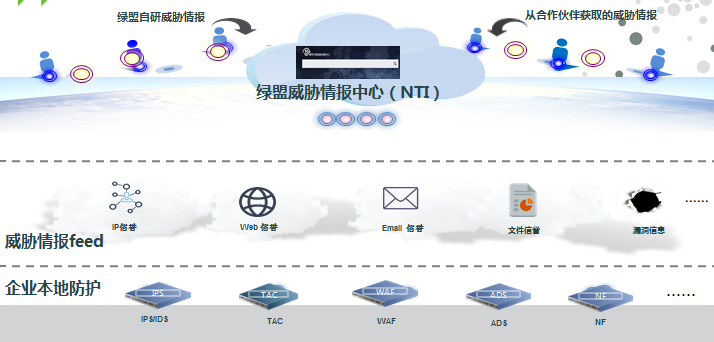 绿盟自研威胁情报
从合作伙伴获取的威胁情报
绿盟威胁情报中心（NTI）
IP信誉
Web 信誉
Email 信誉
文件信誉
漏洞信息
......
威胁情报feed
企业本地防护
IPS
TAC
WAF
ADS
NF
......
IPS/IDS
TAC
WAF
ADS
NF